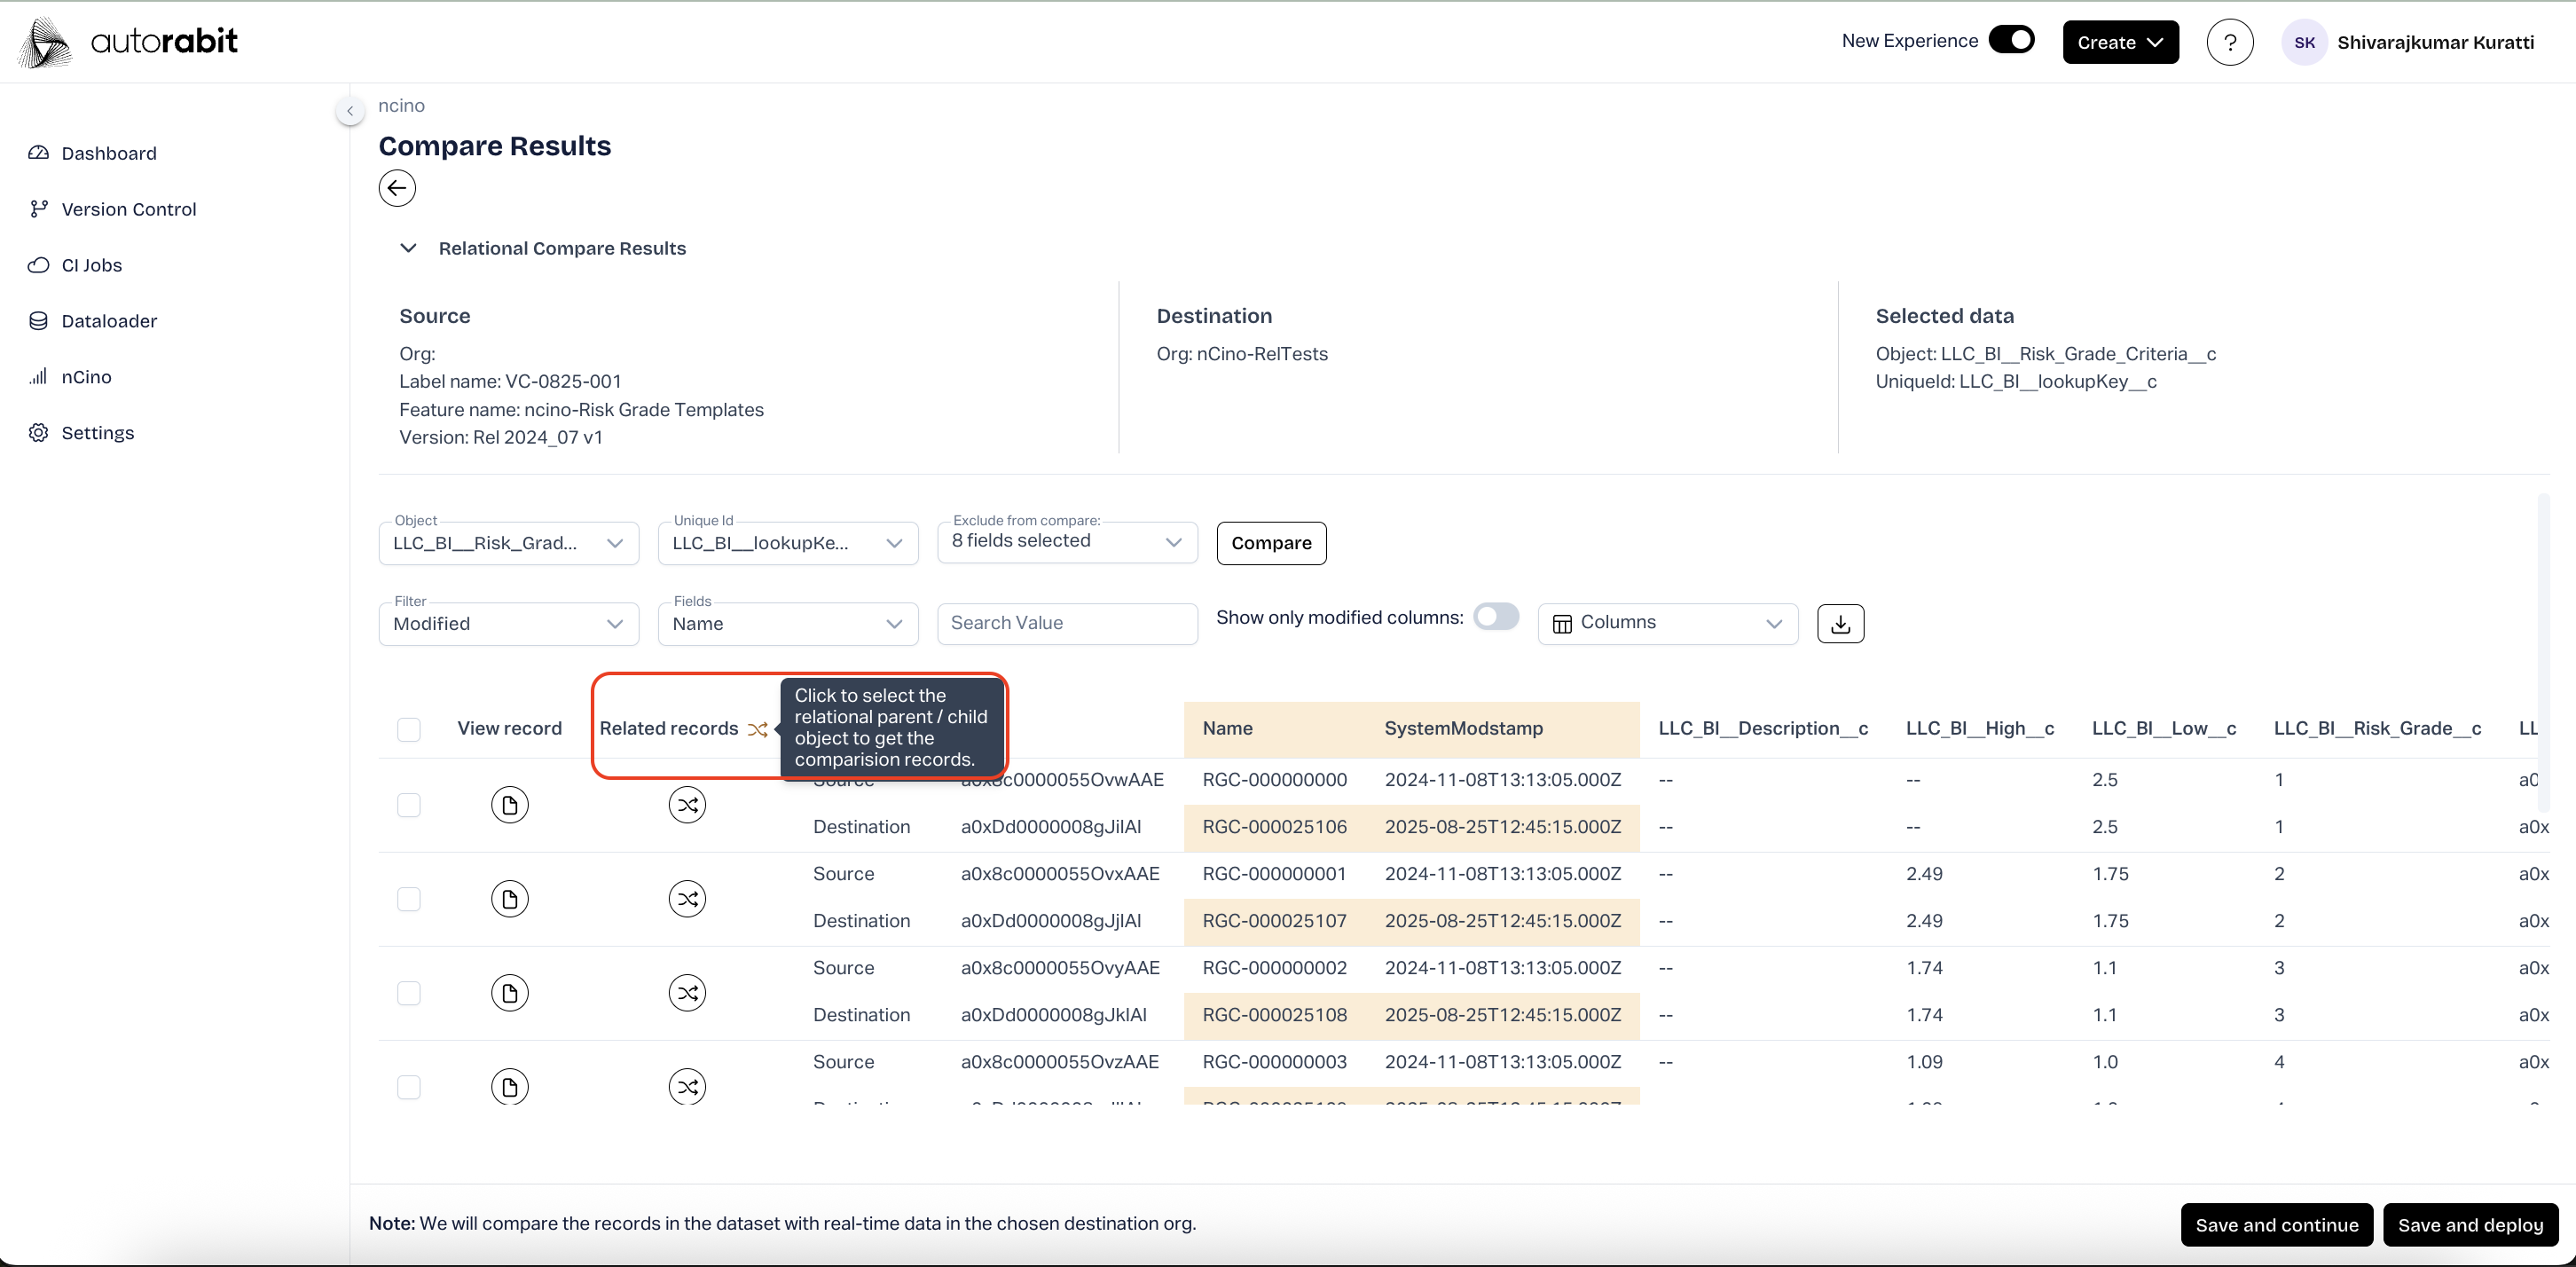 autorabit
New Experience
Create
?
SK
Shivarajkumar Kuratti
Dashboard
Version Control
CI Jobs
Dataloader
nCino
Settings
ncino
Compare Results
Relational Compare Results
Source
Org:
Label name: VC-0825-001
Feature name: ncino-Risk Grade Templates
Version: Rel 2024_07 v1
Destination
Org: nCino-RelTests
Selected data
Object: LLC_BI__Risk_Grade_Criteria__c
UniqueId: LLC_BI__lookupKey__c
Object
LLC_BI__Risk_Grad...
Unique Id
LLC_BI__lookupKe...
Exclude from compare:
8 fields selected
Compare
Filter
Modified
Fields
Name
Search Value
Show only modified columns:
Columns
View record
Related records
Click to select the
relational parent / child
object to get the
comparision records.
Name SystemModstamp LLC_BI__Description__c LLC_BI__High__c LLC_BI__Low__c LLC_BI__Risk_Grade__c LL
Source a0x8c0000055OvwAAE RGC-000000000 2024-11-08T13:13:05.000Z -- -- 2.5 1 a0
Destination a0xDd0000008gJiIAI RGC-000025106 2025-08-25T12:45:15.000Z -- -- 2.5 1 a0x
Source a0x8c0000055OvxAAE RGC-000000001 2024-11-08T13:13:05.000Z -- 2.49 1.75 2 a0x
Destination a0xDd0000008gJjIAI RGC-000025107 2025-08-25T12:45:15.000Z -- 2.49 1.75 2 a0x
Source a0x8c0000055OvyAAE RGC-000000002 2024-11-08T13:13:05.000Z -- 1.74 1.1 3 a0x
Destination a0xDd0000008gJkIAI RGC-000025108 2025-08-25T12:45:15.000Z -- 1.74 1.1 3 a0x
Source a0x8c0000055OvzAAE RGC-000000003 2024-11-08T13:13:05.000Z -- 1.09 1.0 4 a0x
Note: We will compare the records in the dataset with real-time data in the chosen destination org.
Save and continue
Save and deploy